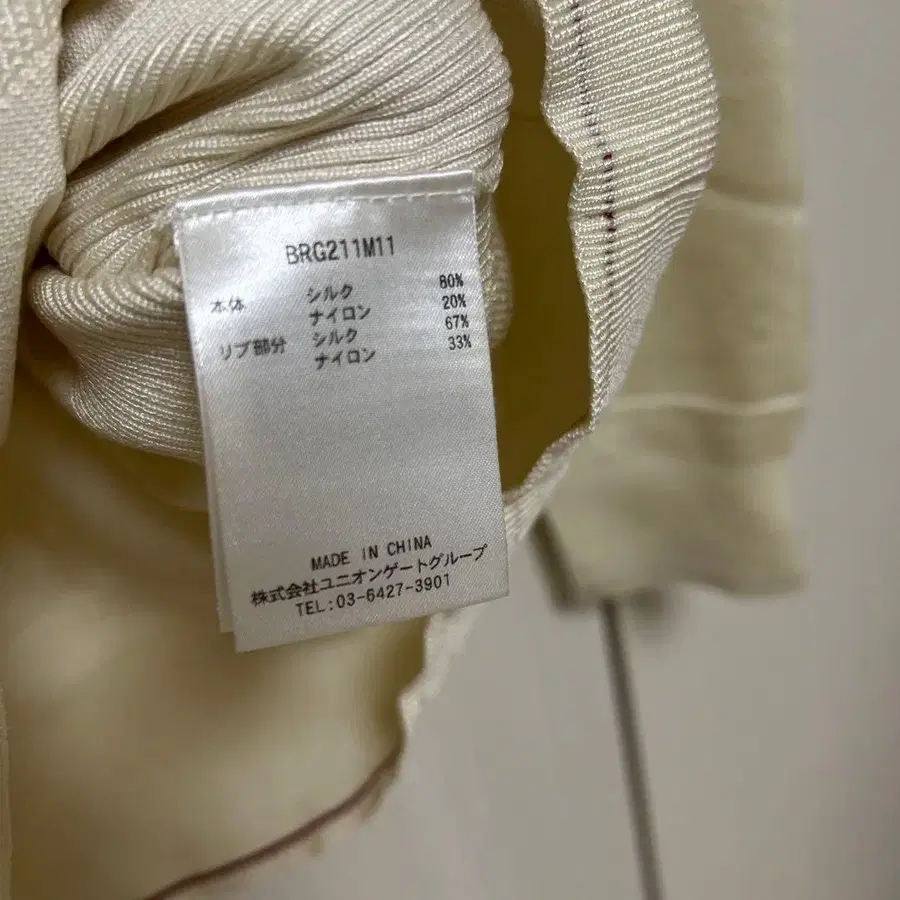 BRG211M11
本体 シルク 80%
ナイロン 20%
リブ部分 シルク 67%
ナイロン 33%
MADE IN CHINA
株式会社ユニオンゲートグループ
TEL:03-6427-3901